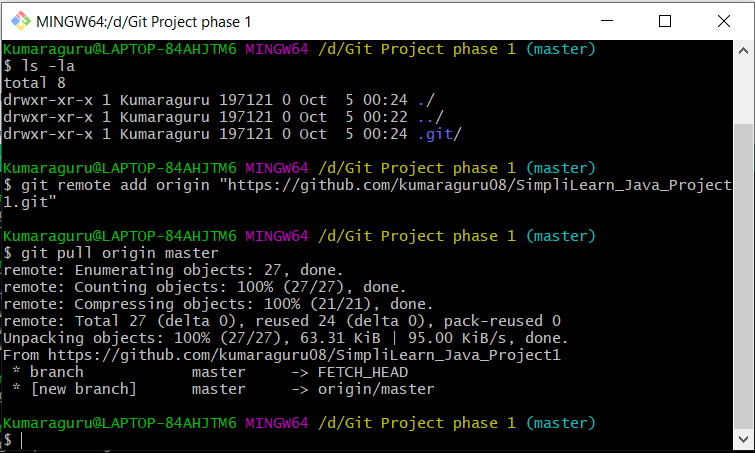 MINGW64:/d/Git Project phase 1
Kumaraguru@LAPTOP-84AHJTM6 MINGW64 /d/Git Project phase 1 (master)
$ ls -la
total 8
drwxr-xr-x 1 Kumaraguru 197121 0 Oct  5 00:24 ./
drwxr-xr-x 1 Kumaraguru 197121 0 Oct  5 00:22 ../
drwxr-xr-x 1 Kumaraguru 197121 0 Oct  5 00:24 .git/
Kumaraguru@LAPTOP-84AHJTM6 MINGW64 /d/Git Project phase 1 (master)
$ git remote add origin "https://github.com/kumaraguru08/SimpliLearn_Java_Project
1.git"
Kumaraguru@LAPTOP-84AHJTM6 MINGW64 /d/Git Project phase 1 (master)
$ git pull origin master
remote: Enumerating objects: 27, done.
remote: Counting objects: 100% (27/27), done.
remote: Compressing objects: 100% (21/21), done.
remote: Total 27 (delta 0), reused 24 (delta 0), pack-reused 0
Unpacking objects: 100% (27/27), 63.31 KiB | 95.00 KiB/s, done.
From https://github.com/kumaraguru08/SimpliLearn_Java_Project1
 * branch            master     -> FETCH_HEAD
 * [new branch]      master     -> origin/master
Kumaraguru@LAPTOP-84AHJTM6 MINGW64 /d/Git Project phase 1 (master)
$